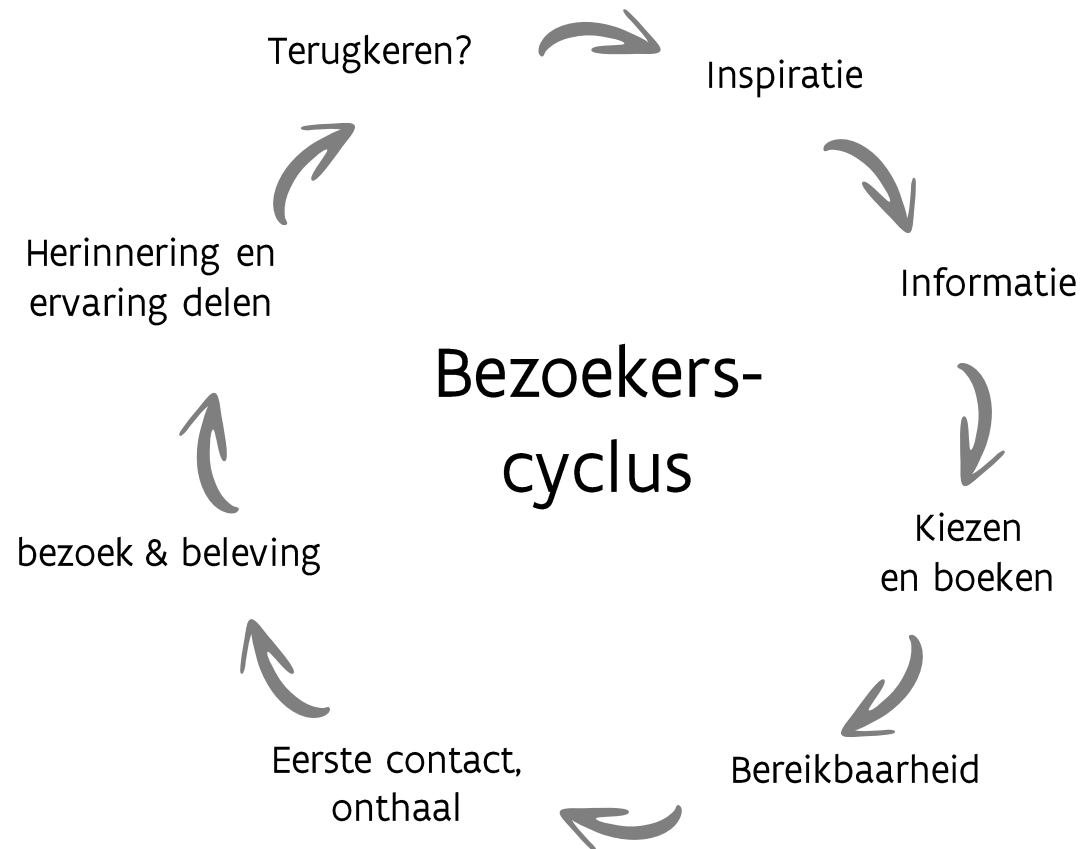 Terugkeren?
Inspiratie
Informatie
Kiezen
en boeken
Bereikbaarheid
Eerste contact,
onthaal
bezoek & beleving
Herinnering en
ervaring delen
Bezoekers-
cyclus